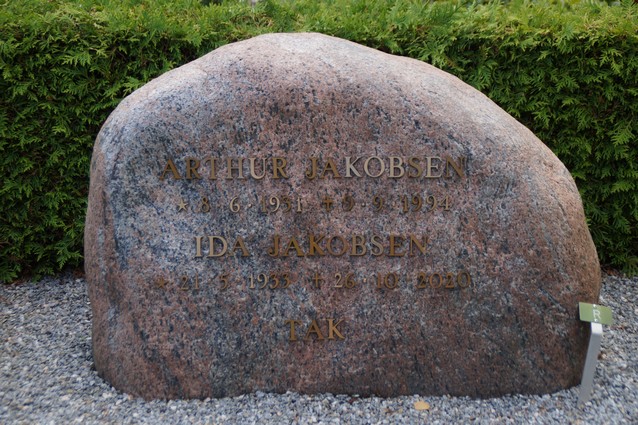 ARTHUR JAKOBSEN
* 8 · 6 · 1931 + 5 · 9 · 1994
IDA JAKOBSEN
* 21 · 5 · 1933 + 26 · 10 · 2020
TAK
R